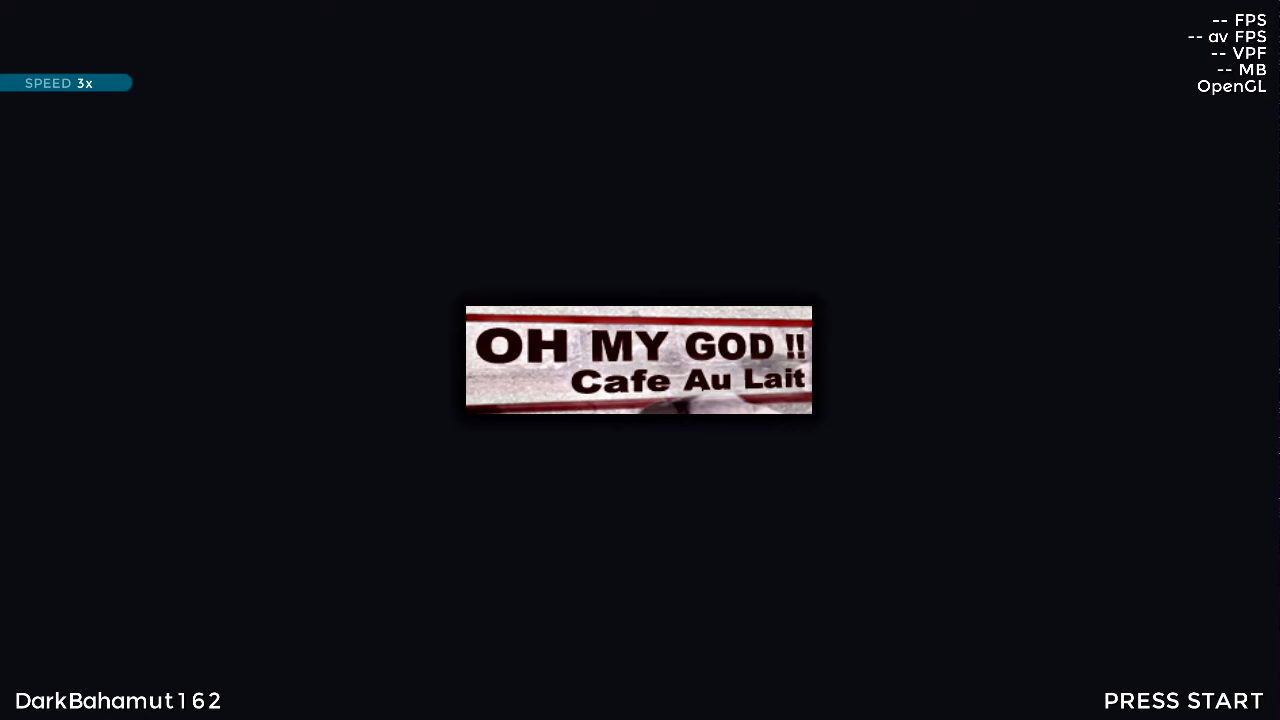 -- FPS
-- av FPS
-- VPF
-- MB
OpenGL
SPEED 3x
OH MY GOD !!
Cafe Au Lait
DarkBahamut162
PRESS START